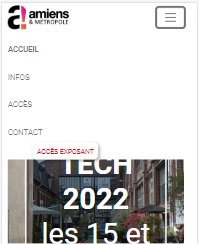 amiens
& MÉTROPOLE
ACCUEIL
INFOS
ACCÈS
CONTACT
ACCÈS EXPOSANT
TECH
2022
les 15 et